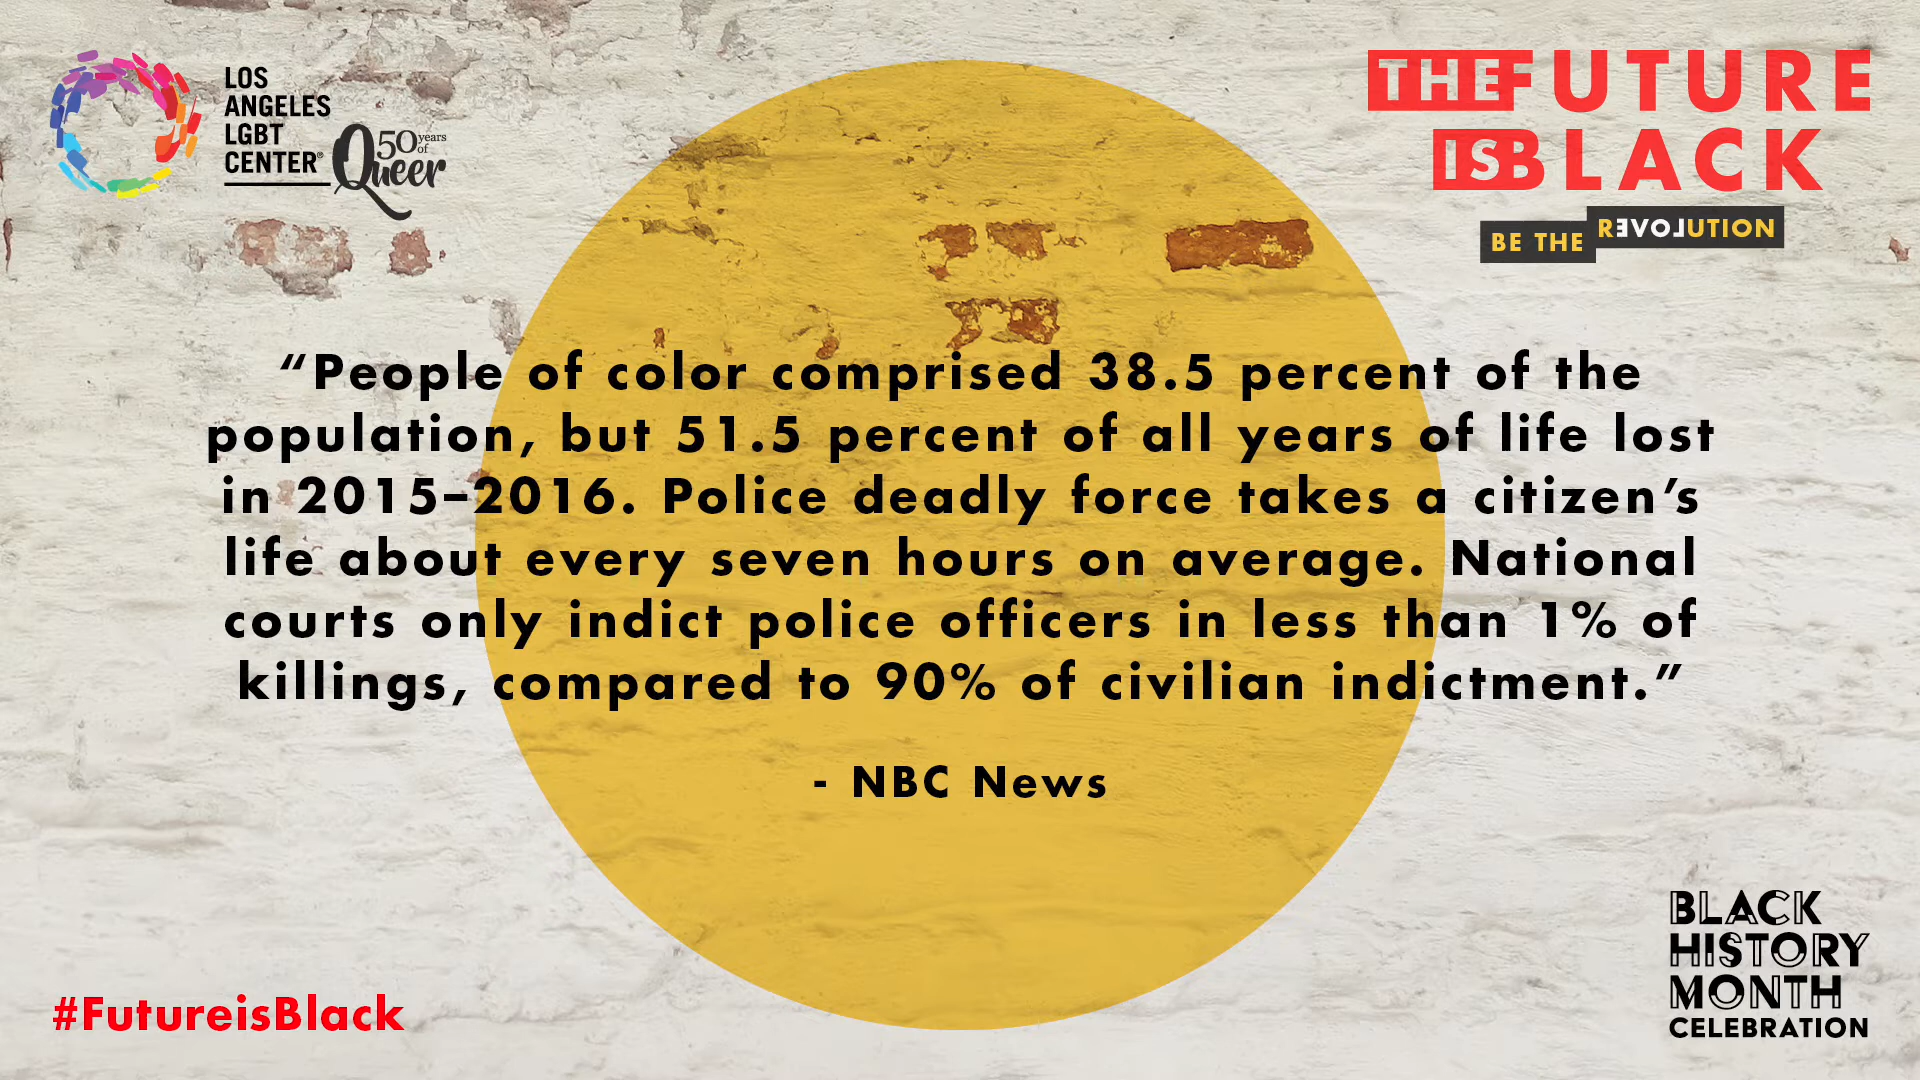 LOS
ANGELES
LGBT
CENTER®
50 years
of
Queer
THE FUTURE
IS BLACK
BE THE REVOLUTION
“People of color comprised 38.5 percent of the
population, but 51.5 percent of all years of life lost
in 2015–2016. Police deadly force takes a citizen’s
life about every seven hours on average. National
courts only indict police officers in less than 1% of
killings, compared to 90% of civilian indictment.”
- NBC News
#FutureisBlack
BLACK
HISTORY
MONTH
CELEBRATION